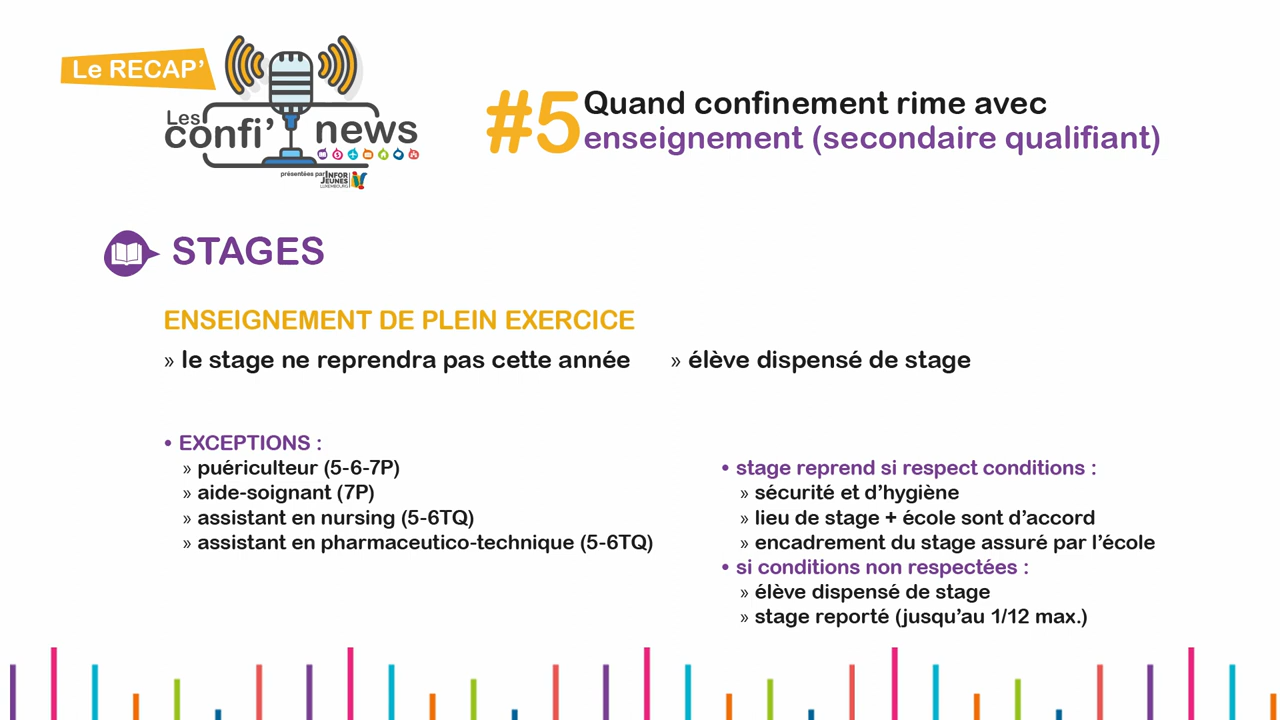 Le RECAP'
Les
confi' news
présentées par INFOR
JEUNES
LUXEMBOURG
#5 Quand confinement rime avec
enseignement (secondaire qualifiant)
STAGES
ENSEIGNEMENT DE PLEIN EXERCICE
» le stage ne reprendra pas cette année » élève dispensé de stage
• EXCEPTIONS :
» puériculteur (5-6-7P)
» aide-soignant (7P)
» assistant en nursing (5-6TQ)
» assistant en pharmaceutico-technique (5-6TQ)
• stage reprend si respect conditions :
» sécurité et d'hygiène
» lieu de stage + école sont d'accord
» encadrement du stage assuré par l'école
• si conditions non respectées :
» élève dispensé de stage
» stage reporté (jusqu'au 1/12 max.)